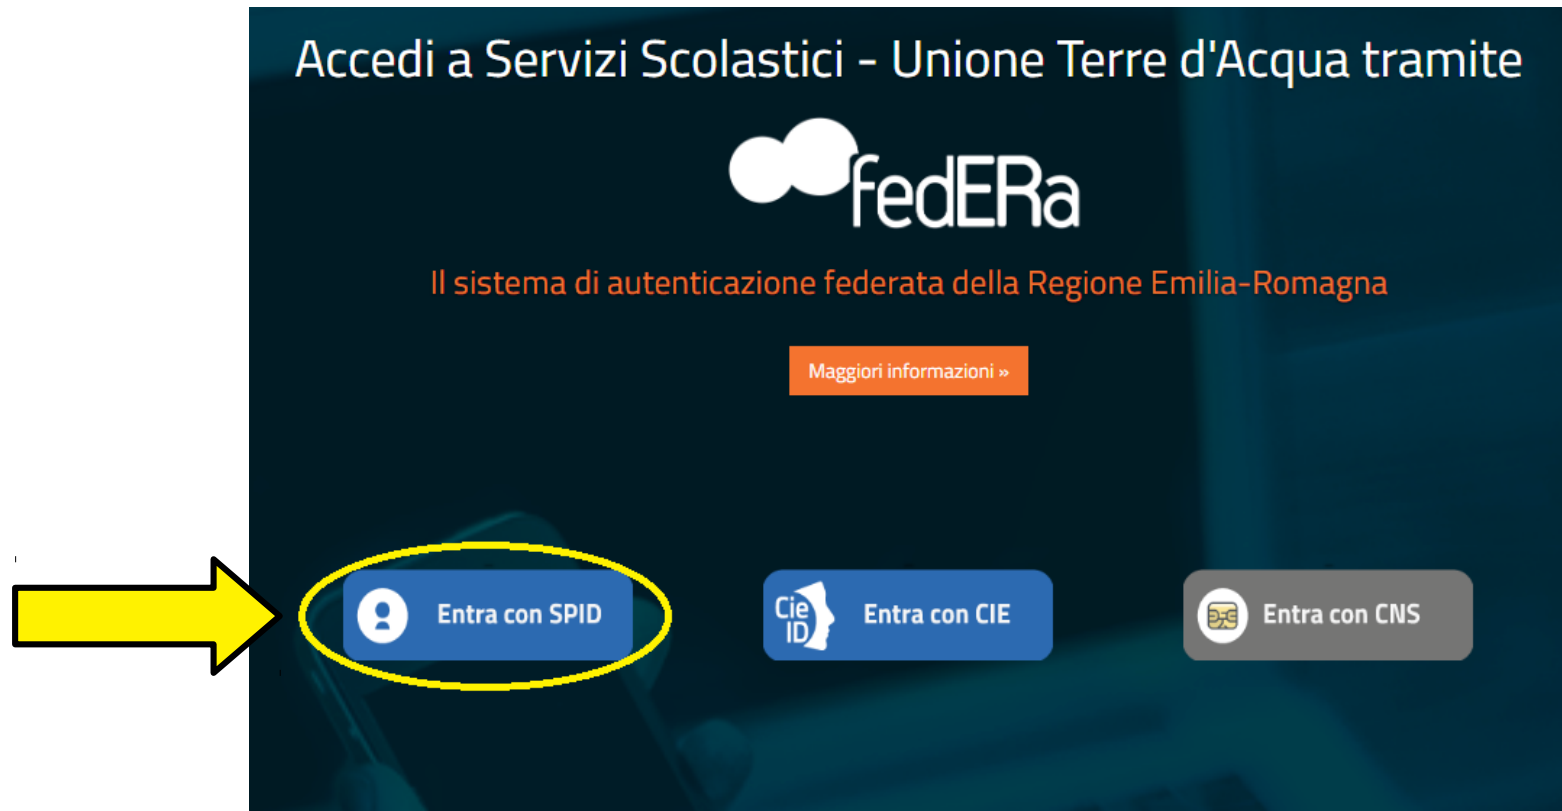 Accedi a Servizi Scolastici - Unione Terre d'Acqua tramite
fedERa
Il sistema di autenticazione federata della Regione Emilia-Romagna
Maggiori informazioni »
Entra con SPID
Cie
ID
Entra con CIE
Entra con CNS